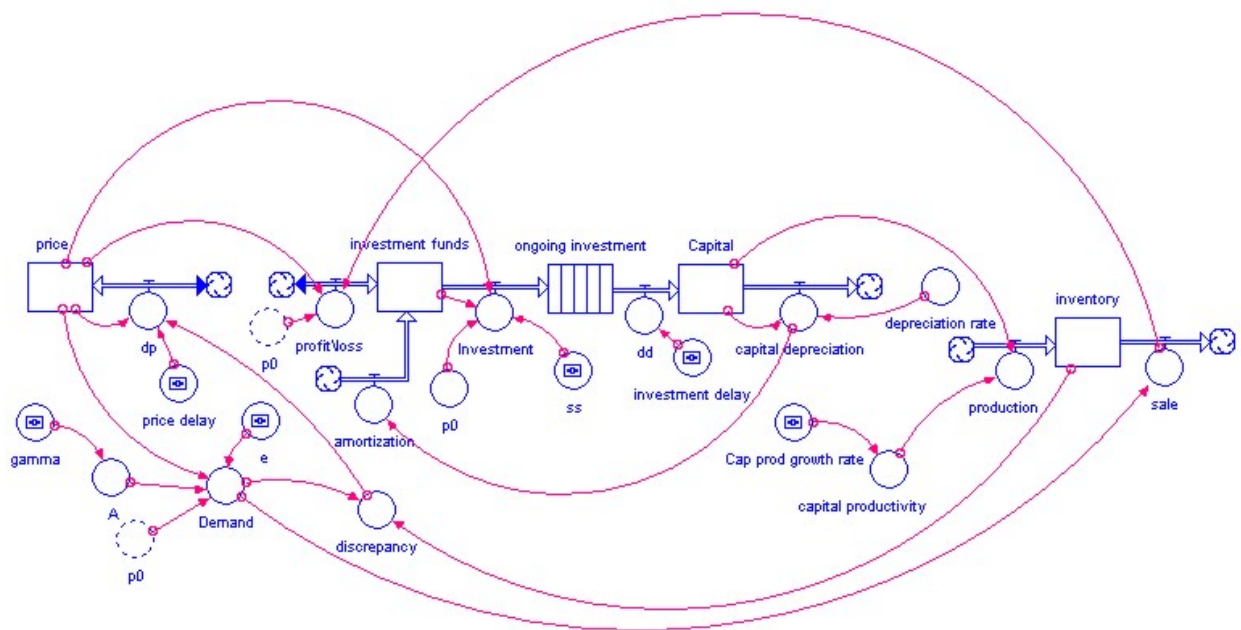 price
investment funds
ongoing investment
Capital
inventory
depreciation rate
dp
p0
profit\loss
Investment
dd
capital depreciation
price delay
amortization
p0
ss
investment delay
production
sale
gamma
e
Cap prod growth rate
A
Demand
discrepancy
capital productivity
p0